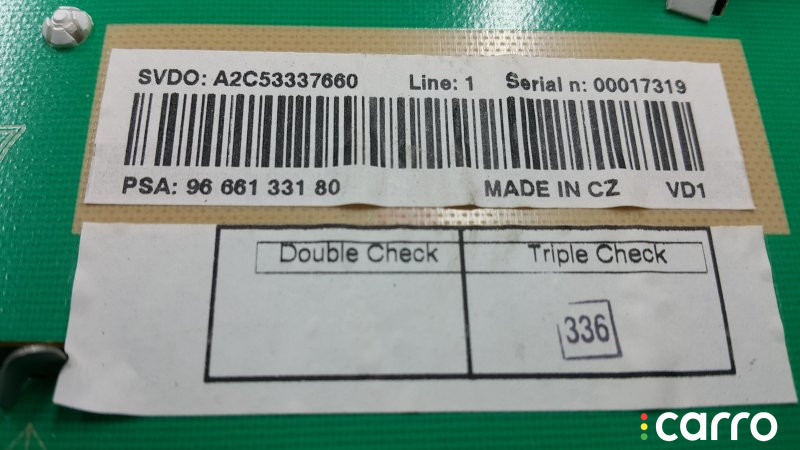 SVDO: A2C53337660 Line: 1 Serial n: 00017319
PSA: 96 661 331 80 MADE IN CZ VD1
Double Check Triple Check
336
carro